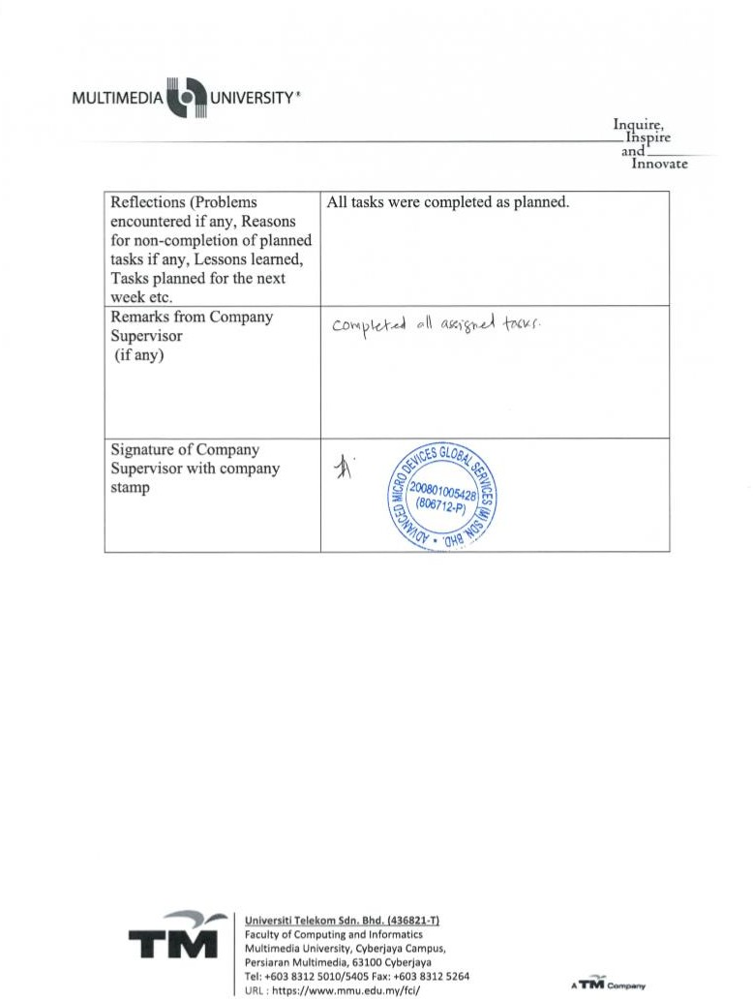 MULTIMEDIA UNIVERSITY®
Inquire,
Inspire
and
Innovate
Reflections (Problems
encountered if any, Reasons
for non-completion of planned
tasks if any, Lessons learned,
Tasks planned for the next
week etc.
All tasks were completed as planned.
Remarks from Company
Supervisor
(if any)
completed all assigned tasks.
Signature of Company
Supervisor with company
stamp
ADVANCED MICRO DEVICES GLOBAL SERVICES (M) SDN. BHD.
200801005428
(806712-P)
TM
Universiti Telekom Sdn. Bhd. (436821-T)
Faculty of Computing and Informatics
Multimedia University, Cyberjaya Campus,
Persiaran Multimedia, 63100 Cyberjaya
Tel: +603 8312 5010/5405 Fax: +603 8312 5264
URL : https://www.mmu.edu.my/fci/
A TM Company